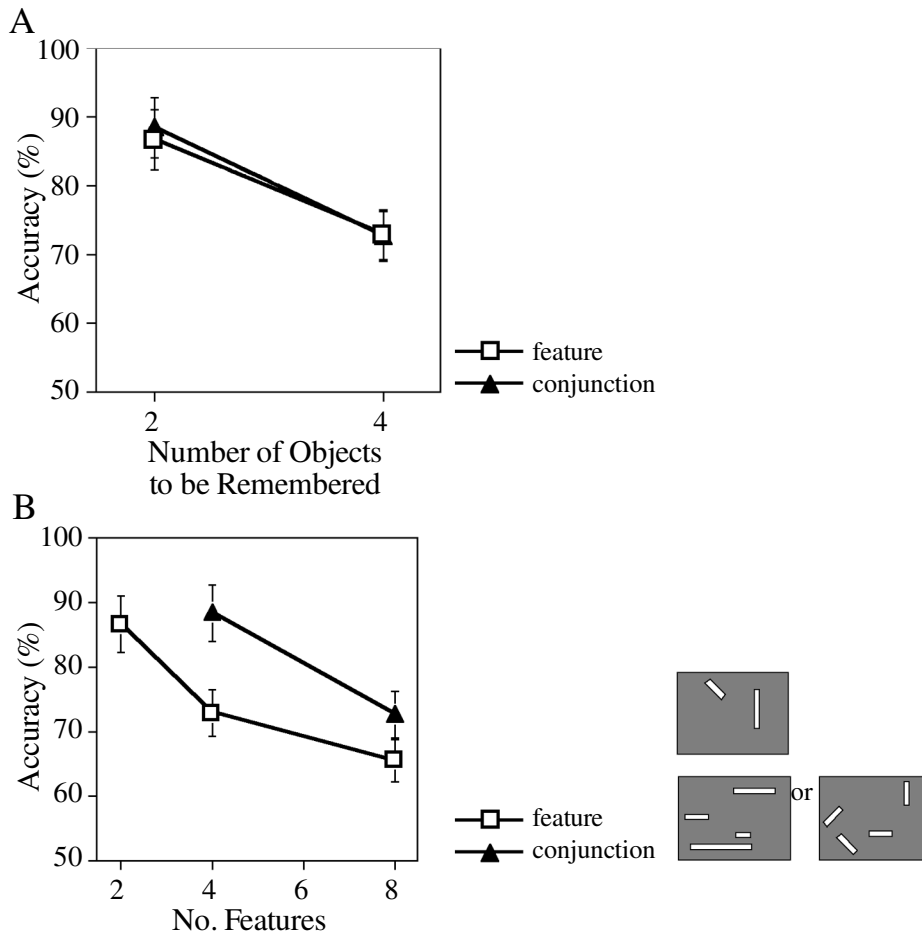 A
100
90
80
70
60
50
Accuracy (%)
2 4
Number of Objects
to be Remembered
feature
conjunction
B
100
90
80
70
60
50
Accuracy (%)
2 4 6 8
No. Features
feature
conjunction
or